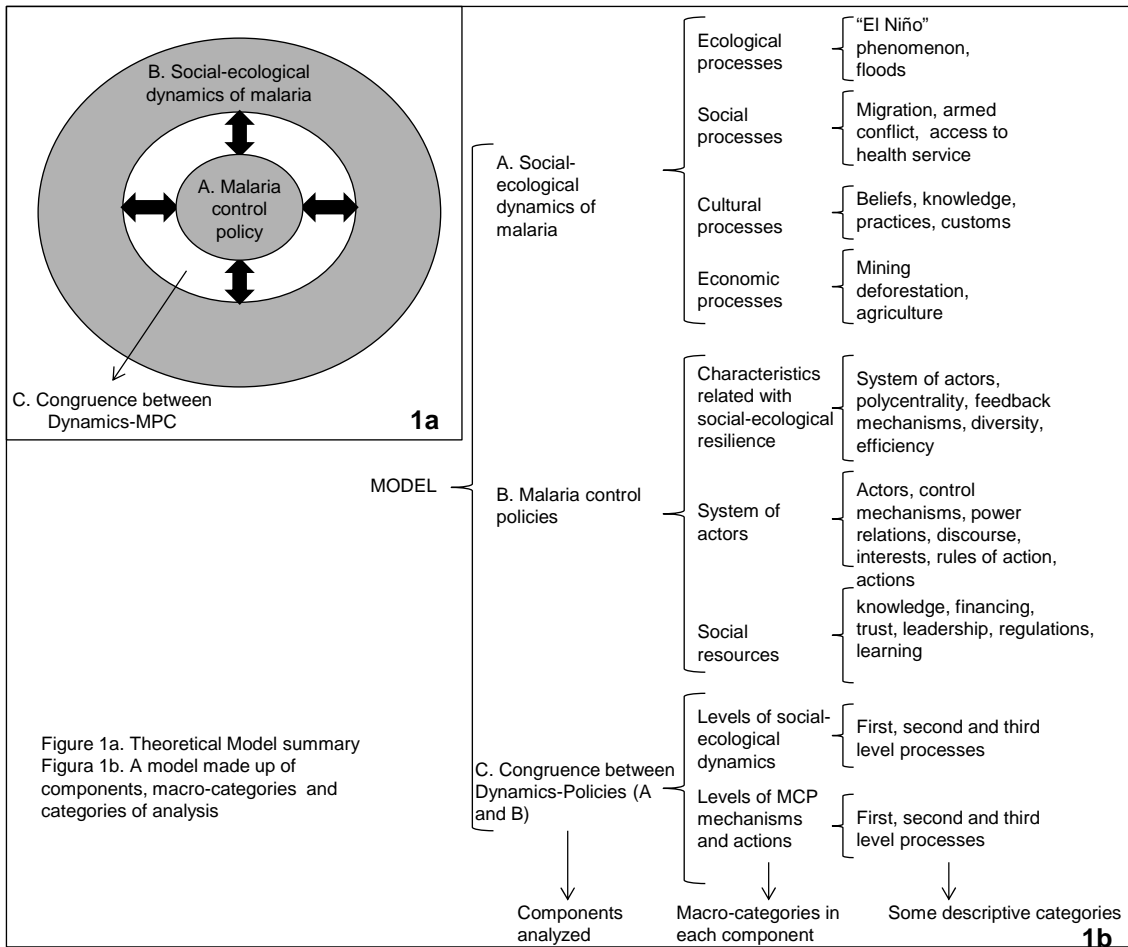 B. Social-ecological
dynamics of malaria
A. Malaria
control
policy
C. Congruence between
Dynamics-MPC
1a
Figure 1a. Theoretical Model summary
Figura 1b. A model made up of
components, macro-categories and
categories of analysis
MODEL
A. Social-
ecological
dynamics of
malaria
Ecological
processes
“El Niño”
phenomenon,
floods
Social
processes
Migration, armed
conflict, access to
health service
Cultural
processes
Beliefs, knowledge,
practices, customs
Economic
processes
Mining
deforestation,
agriculture
B. Malaria control
policies
Characteristics
related with
social-ecological
resilience
System of actors,
polycentrality, feedback
mechanisms, diversity,
efficiency
System of
actors
Actors, control
mechanisms, power
relations, discourse,
interests, rules of action,
actions
Social
resources
knowledge, financing,
trust, leadership, regulations,
learning
C. Congruence between
Dynamics-Policies (A
and B)
Levels of social-
ecological
dynamics
First, second and third
level processes
Levels of MCP
mechanisms
and actions
First, second and third
level processes
Components
analyzed
Macro-categories in
each component
Some descriptive categories
1b